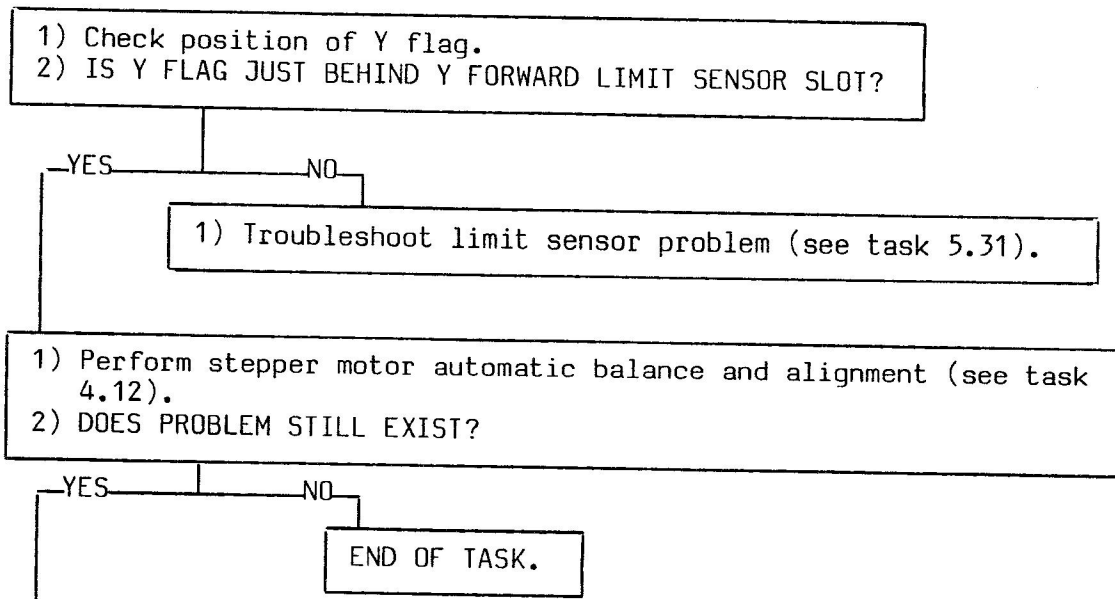 1) Check position of Y flag.
2) IS Y FLAG JUST BEHIND Y FORWARD LIMIT SENSOR SLOT?
YES NO
1) Troubleshoot limit sensor problem (see task 5.31).
1) Perform stepper motor automatic balance and alignment (see task
4.12).
2) DOES PROBLEM STILL EXIST?
YES NO
END OF TASK.